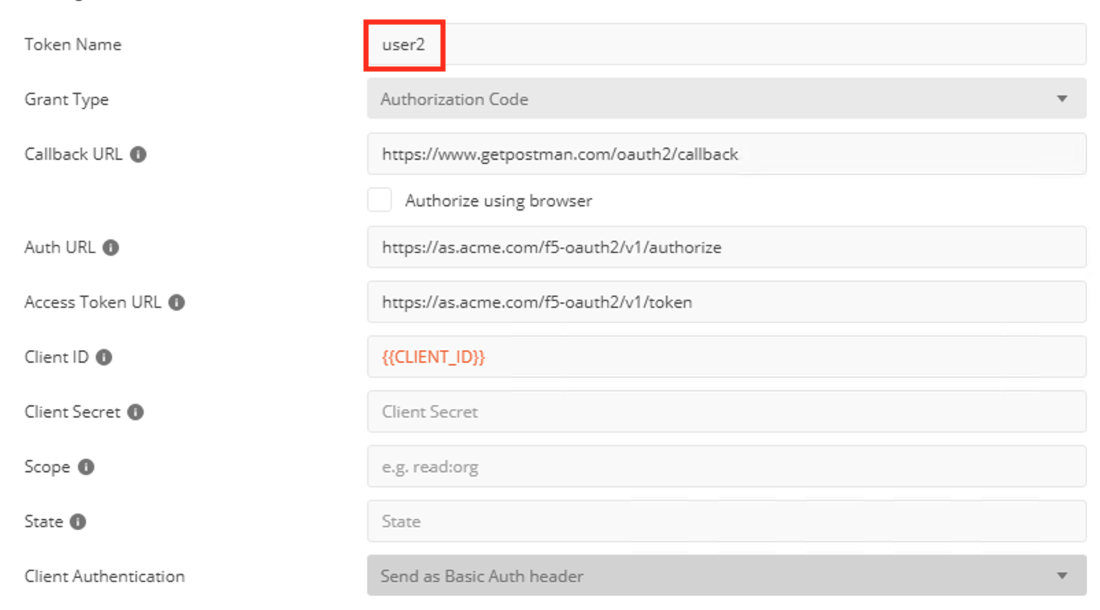 Token Name user2
Grant Type Authorization Code
Callback URL https://www.getpostman.com/oauth2/callback
Authorize using browser
Auth URL https://as.acme.com/f5-oauth2/v1/authorize
Access Token URL https://as.acme.com/f5-oauth2/v1/token
Client ID {{CLIENT_ID}}
Client Secret Client Secret
Scope e.g. read:org
State State
Client Authentication Send as Basic Auth header